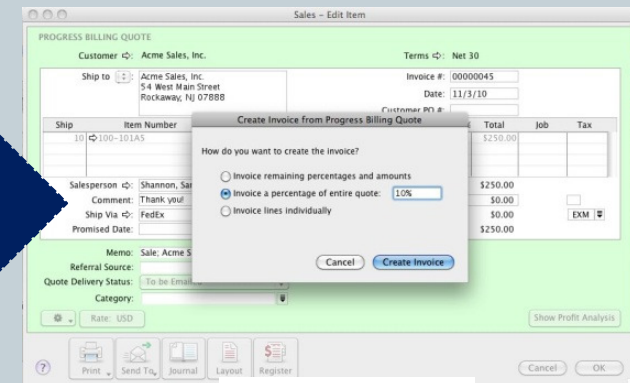 Sales – Edit Item
PROGRESS BILLING QUOTE
Customer ⇨: Acme Sales, Inc.
Terms ⇨: Net 30
Ship to : Acme Sales, Inc.
54 West Main Street
Rockaway, NJ 07888
Invoice #: 00000045
Date: 11/3/10
Customer PO #:
Ship Item Number Total Job Tax
10 ⇨100-101A5 $250.00
Create Invoice from Progress Billing Quote
How do you want to create the invoice?
Invoice remaining percentages and amounts
Invoice a percentage of entire quote: 10%
Invoice lines individually
Cancel Create Invoice
Salesperson ⇨: Shannon, Sa $250.00
Comment: Thank you! $0.00
Ship Via ⇨: FedEx $0.00 EXM
Promised Date: $250.00
Memo: Sale; Acme S
Referral Source:
Quote Delivery Status: To be Emailed
Category:
Rate: USD Show Profit Analysis
Print Send To Journal Layout Register Cancel OK